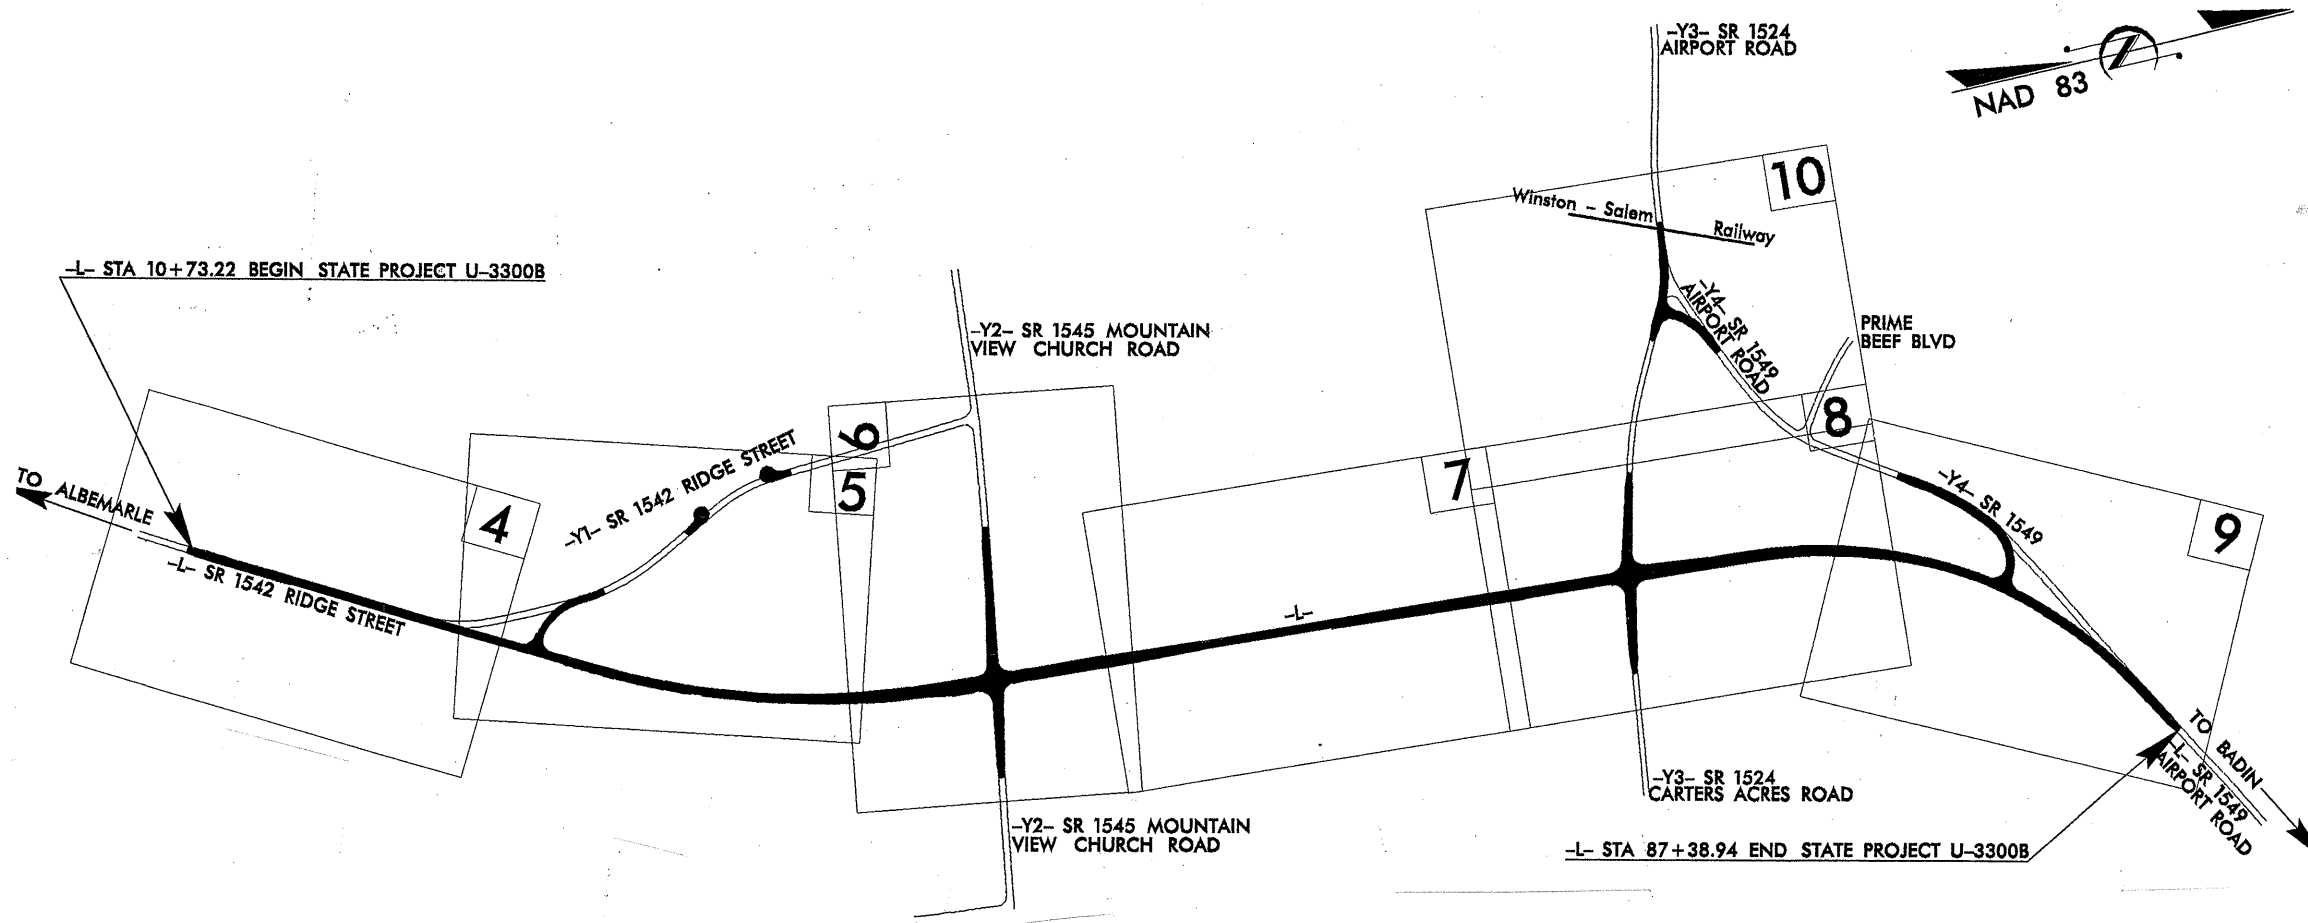 -Y3- SR 1524
AIRPORT ROAD
NAD 83
10
Winston - Salem Railway
-L- STA 10+73.22 BEGIN STATE PROJECT U-3300B
-Y2- SR 1545 MOUNTAIN
VIEW CHURCH ROAD
-Y4- SR 1549
AIRPORT ROAD
PRIME
BEEF BLVD
6
8
-Y1- SR 1542 RIDGE STREET
5
7
4
9
TO ALBEMARLE
-L- SR 1542 RIDGE STREET
-Y4- SR 1549
-L-
TO BADIN
-L- SR 1549
AIRPORT ROAD
-Y3- SR 1524
CARTERS ACRES ROAD
-Y2- SR 1545 MOUNTAIN
VIEW CHURCH ROAD
-L- STA 87+38.94 END STATE PROJECT U-3300B